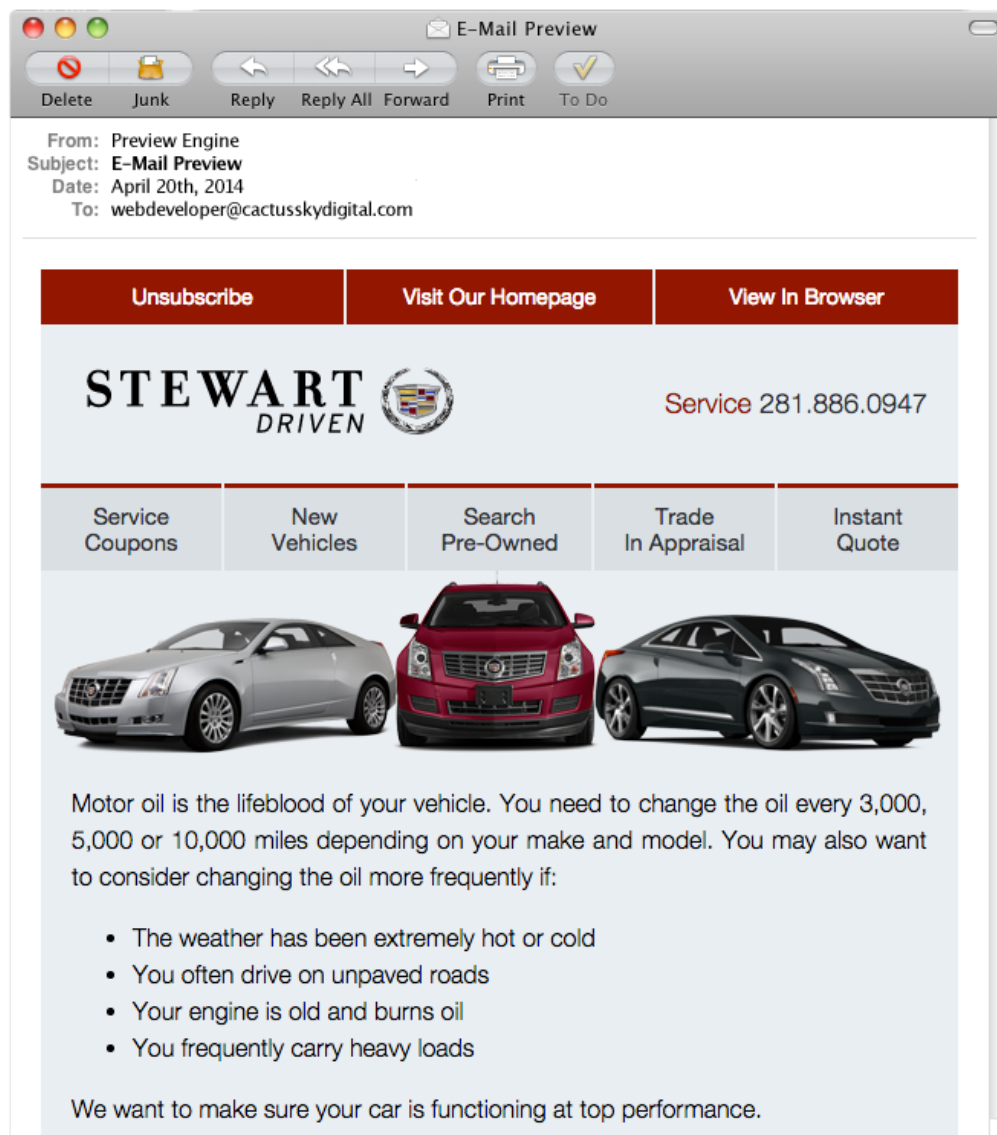 E-Mail Preview
Delete Junk Reply Reply All Forward Print To Do
From: Preview Engine
Subject: E-Mail Preview
Date: April 20th, 2014
To: webdeveloper@cactusskydigital.com
Unsubscribe Visit Our Homepage View In Browser
STEWART
DRIVEN
Service 281.886.0947
Service New Search Trade Instant
Coupons Vehicles Pre-Owned In Appraisal Quote
Motor oil is the lifeblood of your vehicle. You need to change the oil every 3,000,
5,000 or 10,000 miles depending on your make and model. You may also want
to consider changing the oil more frequently if:
• The weather has been extremely hot or cold
• You often drive on unpaved roads
• Your engine is old and burns oil
• You frequently carry heavy loads
We want to make sure your car is functioning at top performance.